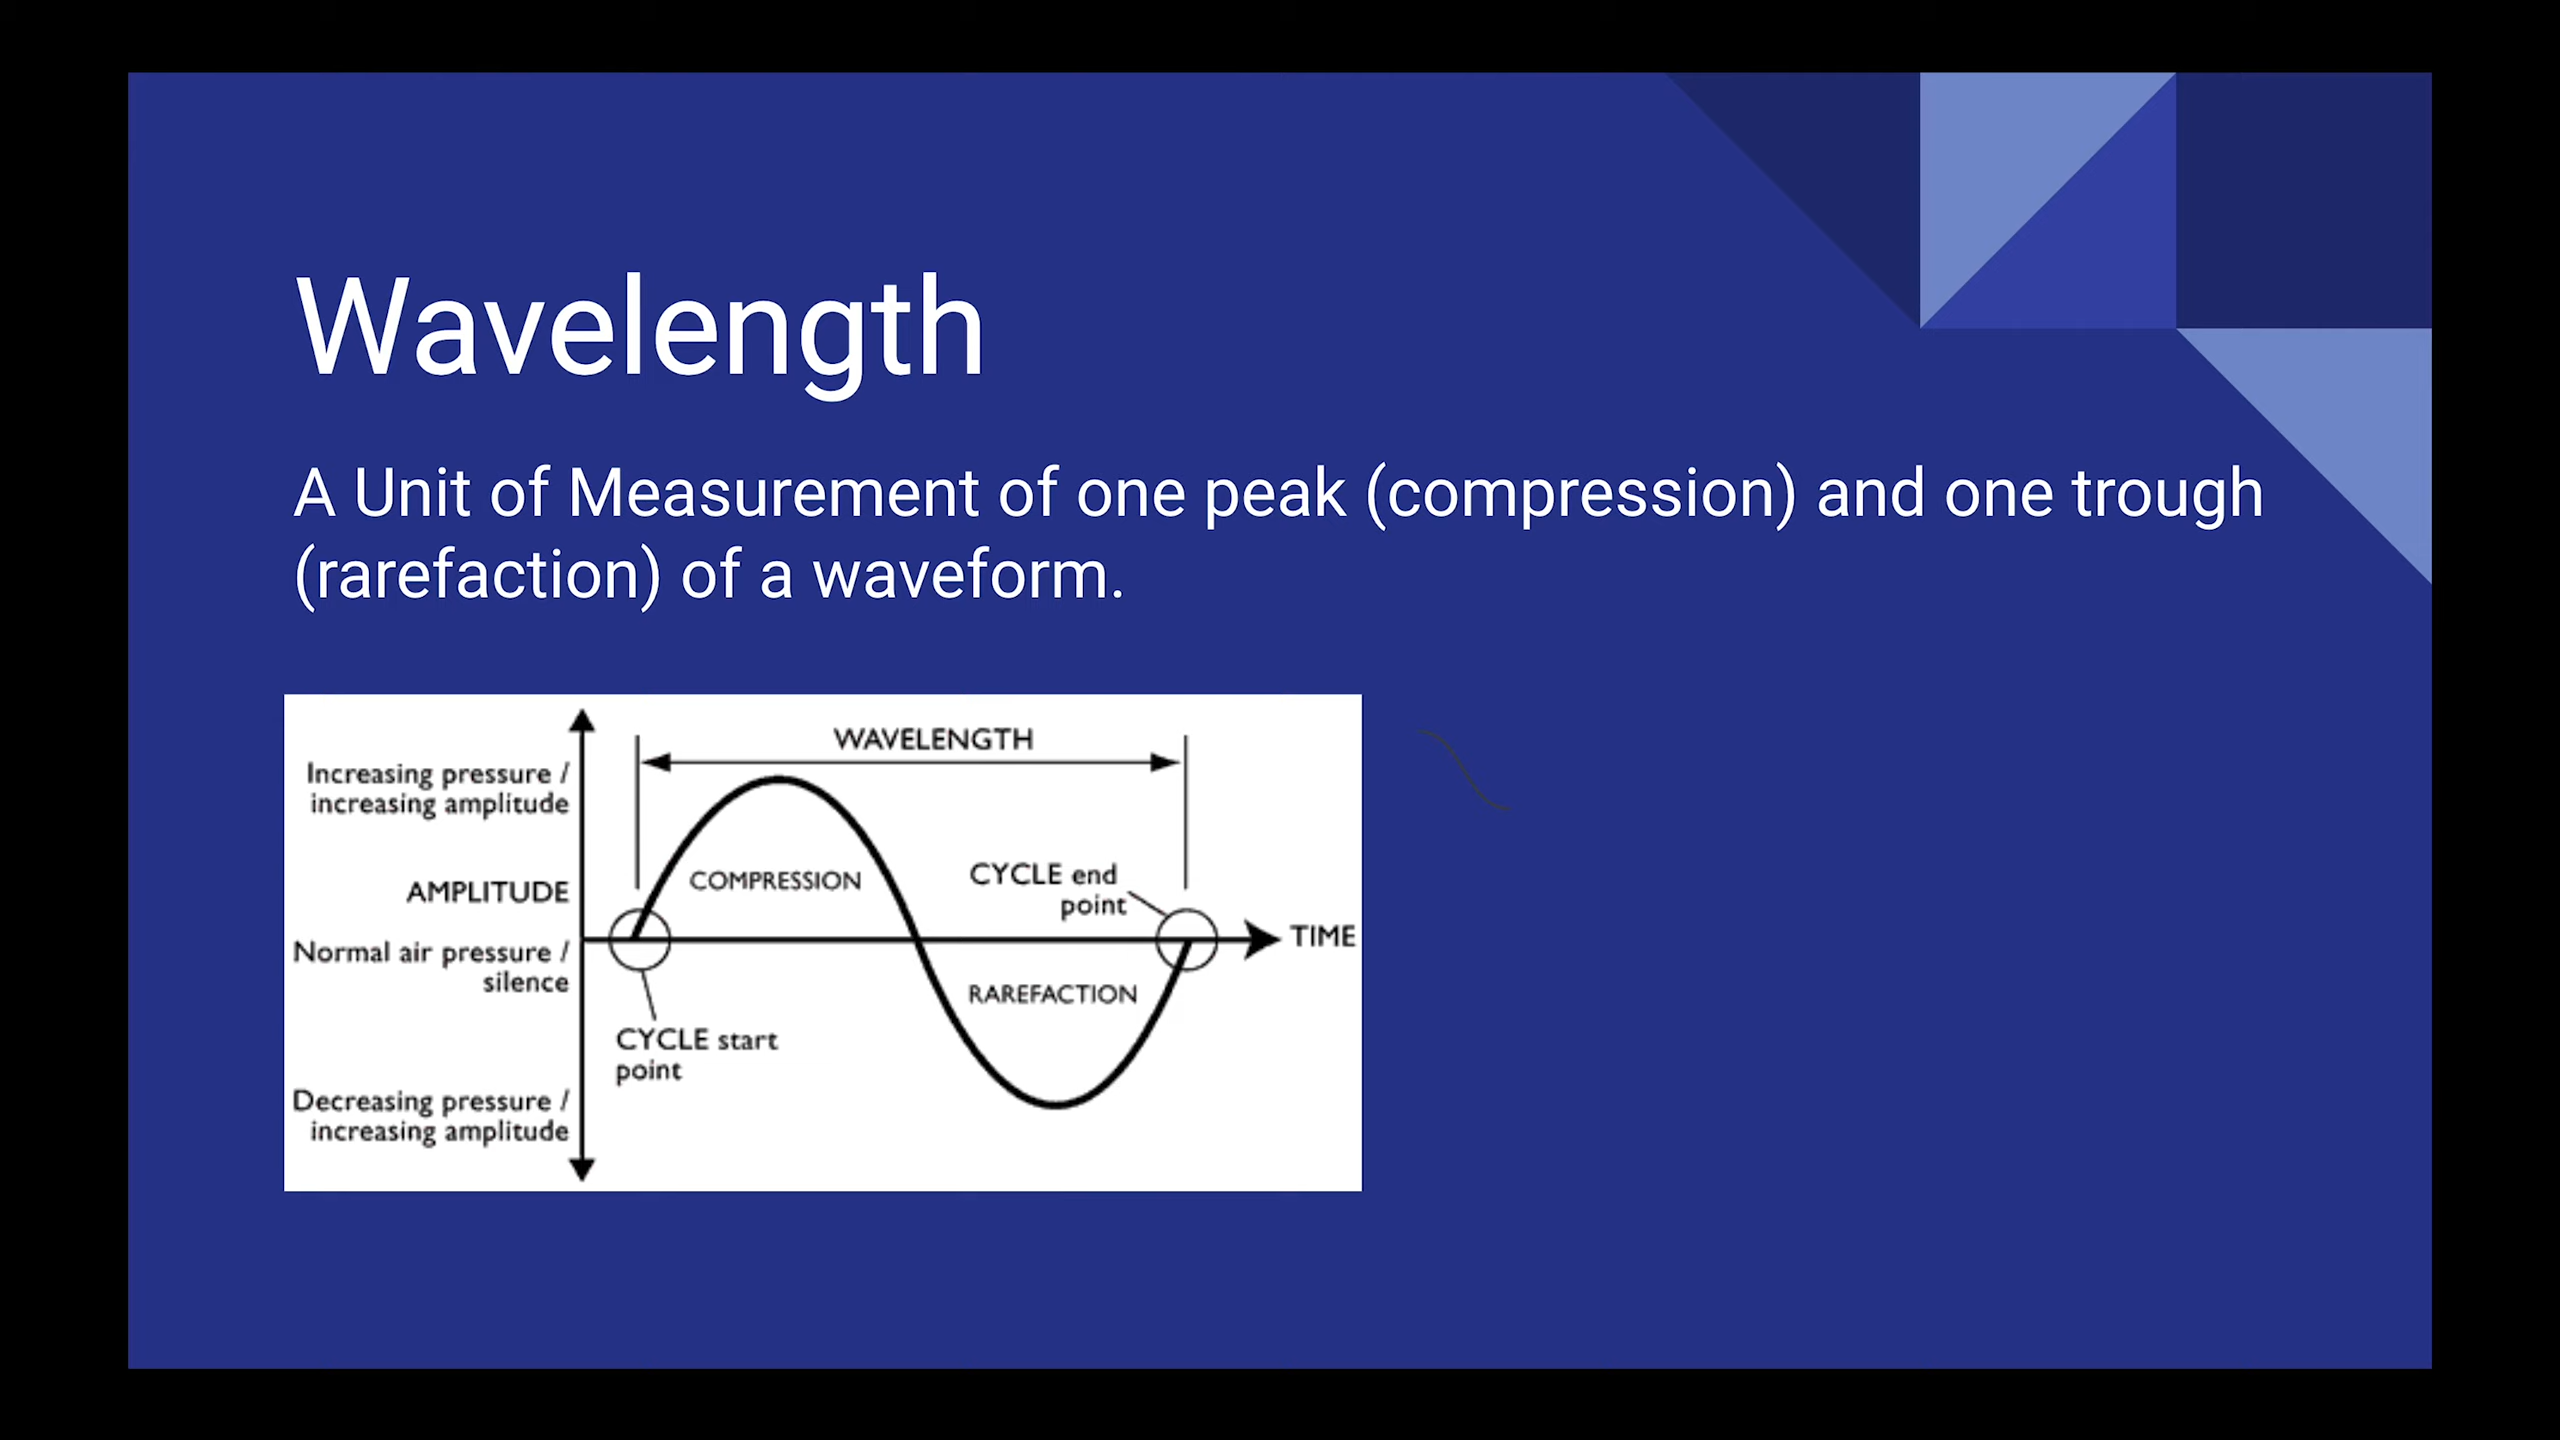 Wavelength
A Unit of Measurement of one peak (compression) and one trough
(rarefaction) of a waveform.
WAVELENGTH
Increasing pressure /
increasing amplitude
COMPRESSION
CYCLE end
point
AMPLITUDE
TIME
Normal air pressure /
silence
RAREFACTION
CYCLE start
point
Decreasing pressure /
increasing amplitude